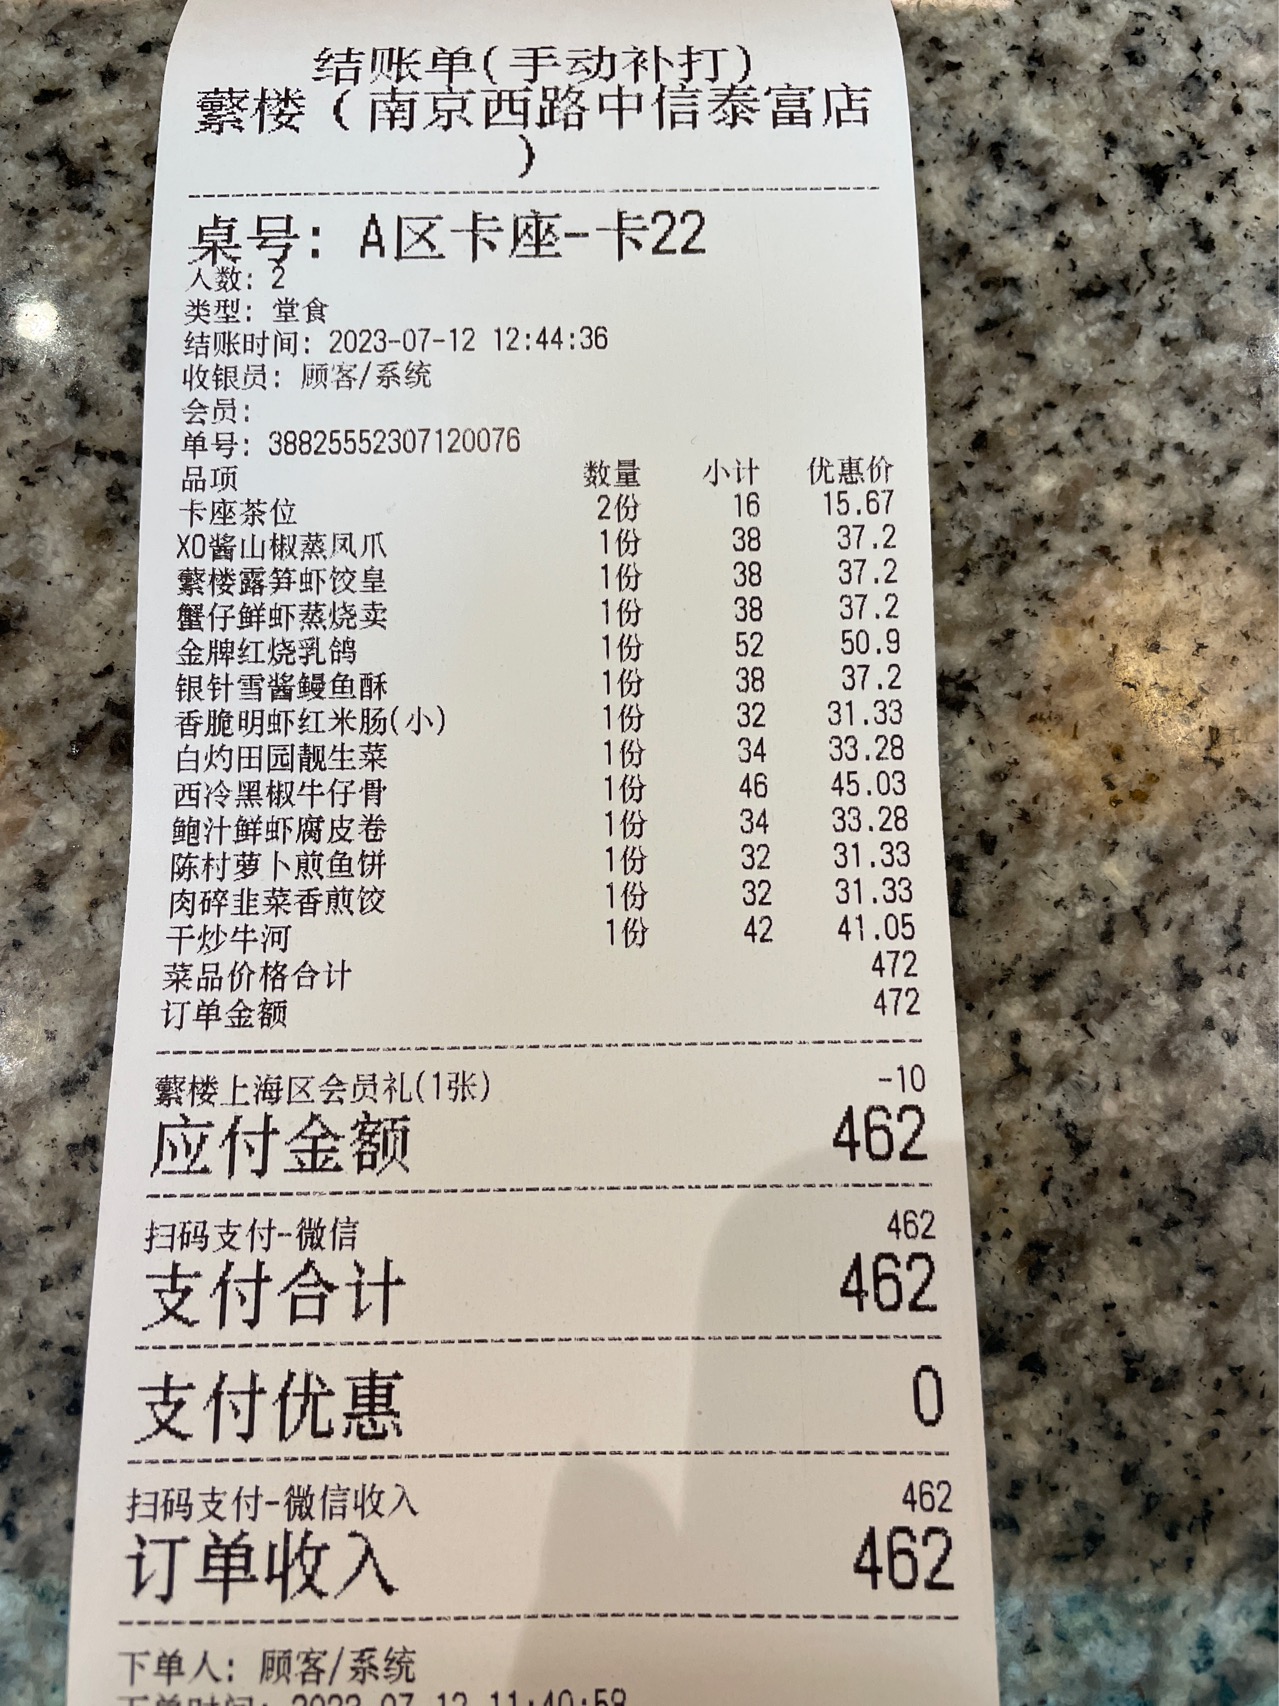 结账单(手动补打)
蘩楼(南京西路中信泰富店
)
桌号: A区卡座-卡22
人数: 2
类型: 堂食
结账时间: 2023-07-12 12:44:36
收银员: 顾客/系统
会员:
单号: 38825552307120076
品项 数量 小计 优惠价
卡座茶位 2份 16 15.67
XO酱山椒蒸凤爪 1份 38 37.2
蘩楼露笋虾饺皇 1份 38 37.2
蟹仔鲜虾蒸烧卖 1份 38 37.2
金牌红烧乳鸽 1份 52 50.9
银针雪酱鳗鱼酥 1份 38 37.2
香脆明虾红米肠(小) 1份 32 31.33
白灼田园靓生菜 1份 34 33.28
西冷黑椒牛仔骨 1份 46 45.03
鲍汁鲜虾腐皮卷 1份 34 33.28
陈村萝卜煎鱼饼 1份 32 31.33
肉碎韭菜香煎饺 1份 32 31.33
干炒牛河 1份 42 41.05
菜品价格合计 472
订单金额 472
蘩楼上海区会员礼(1张) -10
应付金额 462
扫码支付-微信 462
支付合计 462
支付优惠 0
扫码支付-微信收入 462
订单收入 462
下单人: 顾客/系统
下单时间: 2023-07-12 11:40:58